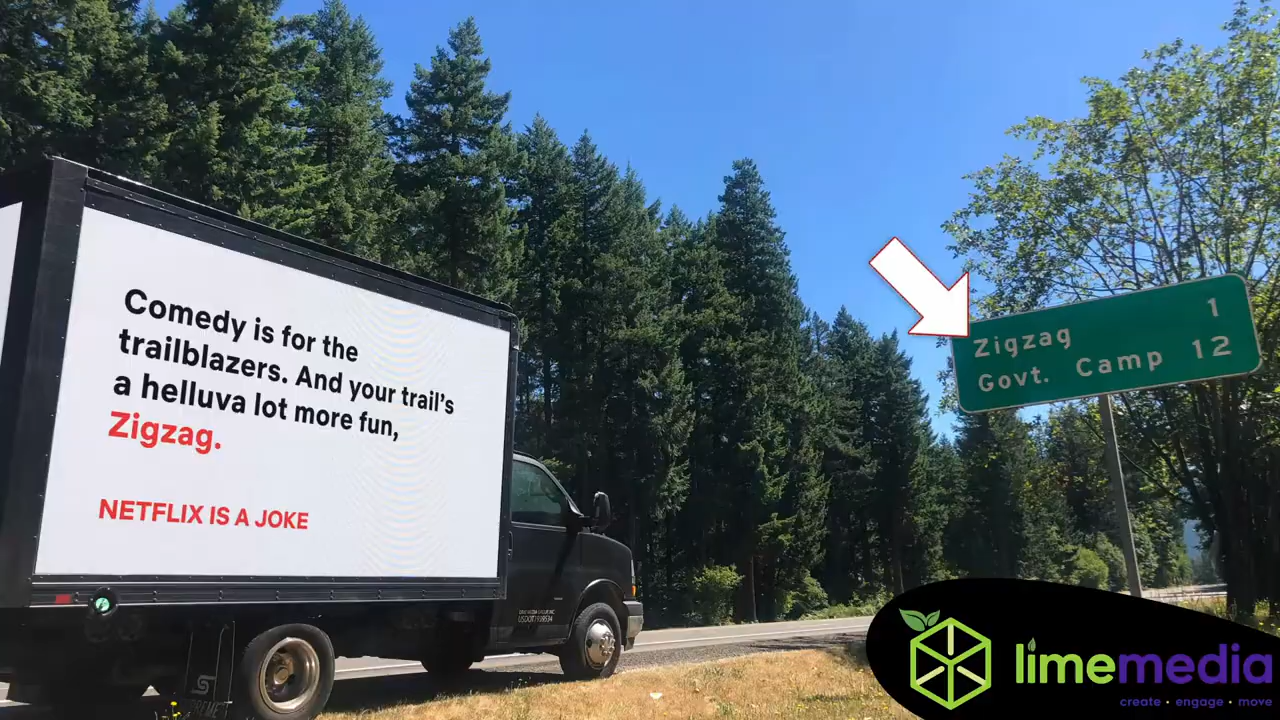 Comedy is for the
trailblazers. And your trail's
a helluva lot more fun,
Zigzag.
NETFLIX IS A JOKE
Zigzag 1
Govt. Camp 12
limemedia
create · engage · move